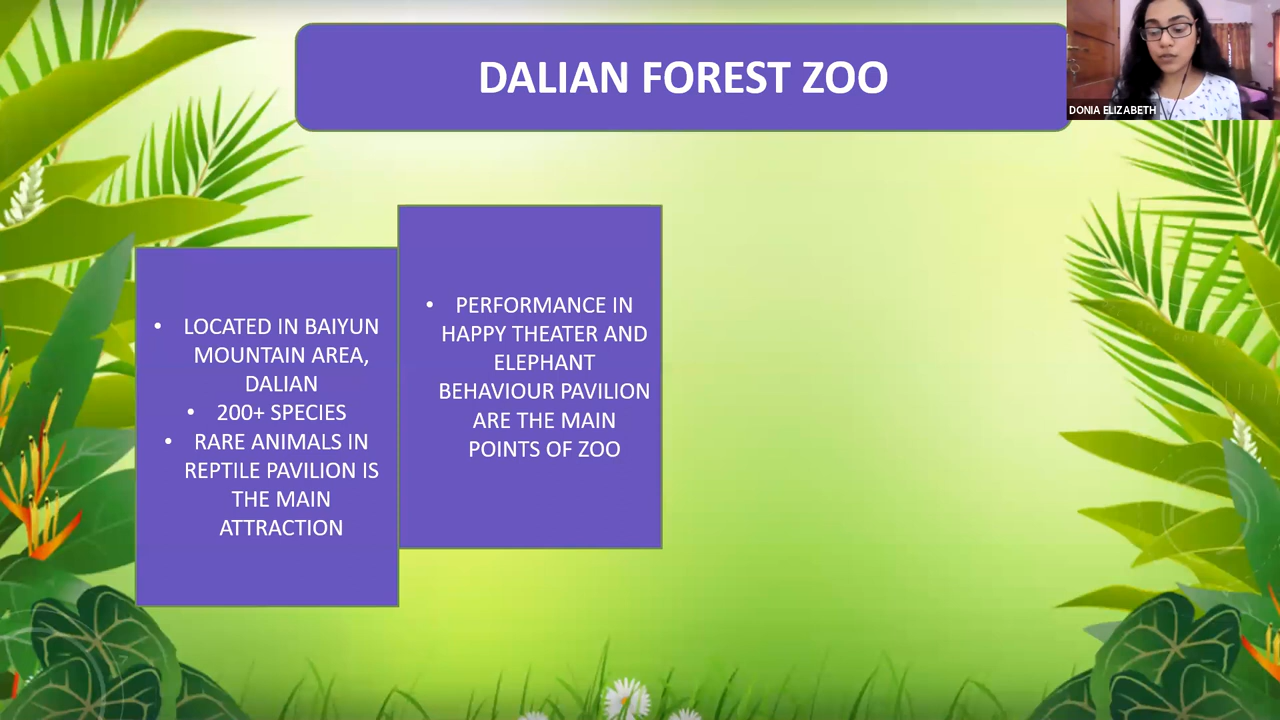 DALIAN FOREST ZOO
DONIA ELIZABETH
• LOCATED IN BAIYUN
MOUNTAIN AREA,
DALIAN
• 200+ SPECIES
• RARE ANIMALS IN
REPTILE PAVILION IS
THE MAIN
ATTRACTION
• PERFORMANCE IN
HAPPY THEATER AND
ELEPHANT
BEHAVIOUR PAVILION
ARE THE MAIN
POINTS OF ZOO